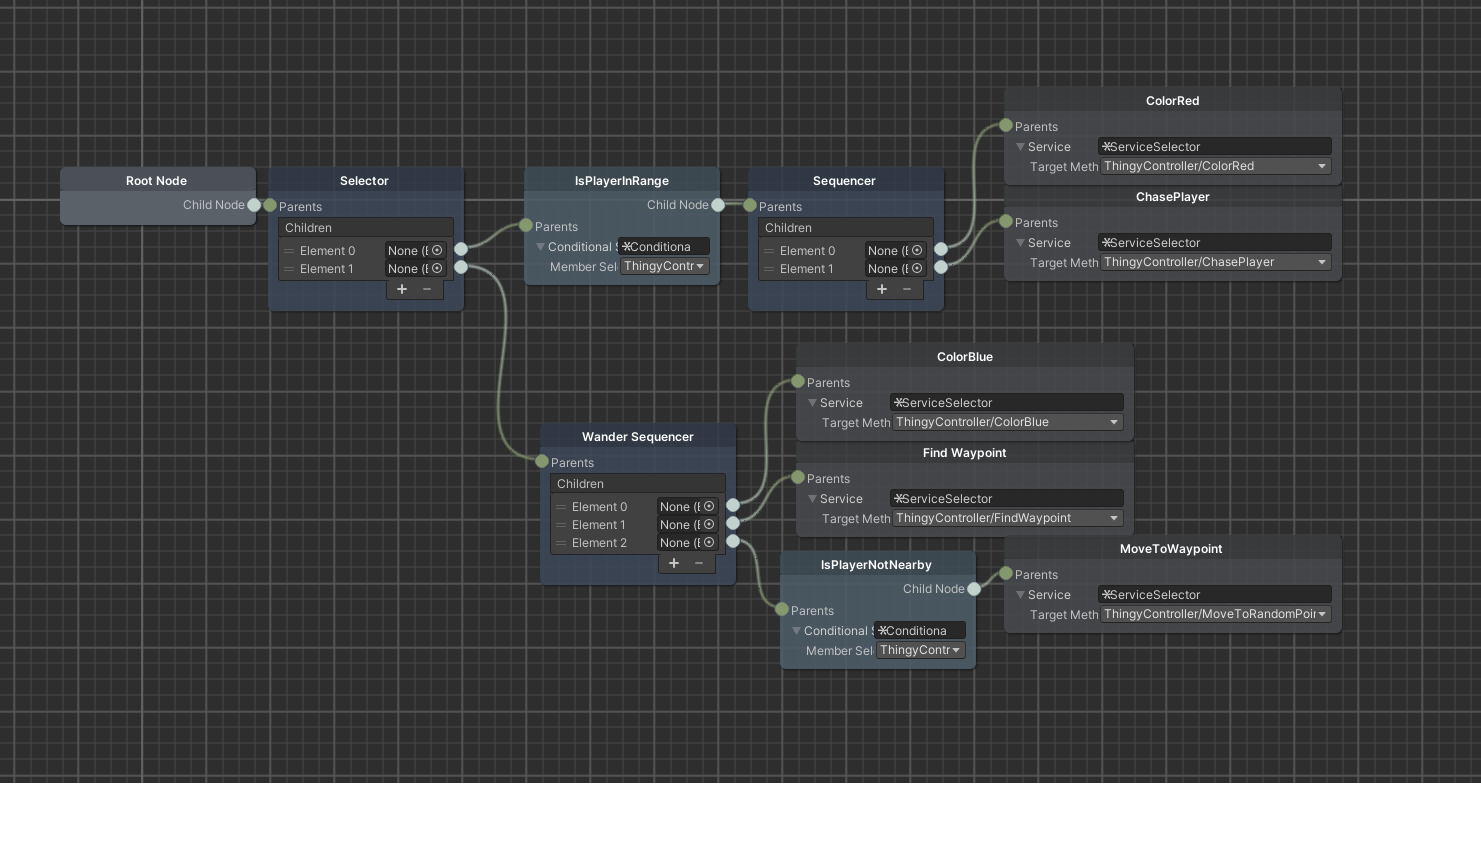 Root Node
Child Node
Selector
Parents
Children
Element 0 None (E
Element 1 None (E
+ −
IsPlayerInRange
Child Node
Parents
Conditional S Conditiona
Member Sel ThingyContr
Sequencer
Parents
Children
Element 0 None (E
Element 1 None (E
+ −
ColorRed
Parents
Service ServiceSelector
Target Meth ThingyController/ColorRed
ChasePlayer
Parents
Service ServiceSelector
Target Meth ThingyController/ChasePlayer
Wander Sequencer
Parents
Children
Element 0 None (E
Element 1 None (E
Element 2 None (E
+ −
ColorBlue
Parents
Service ServiceSelector
Target Meth ThingyController/ColorBlue
Find Waypoint
Parents
Service ServiceSelector
Target Meth ThingyController/FindWaypoint
IsPlayerNotNearby
Child Node
Parents
Conditional S Conditiona
Member Sel ThingyContr
MoveToWaypoint
Parents
Service ServiceSelector
Target Meth ThingyController/MoveToRandomPoir